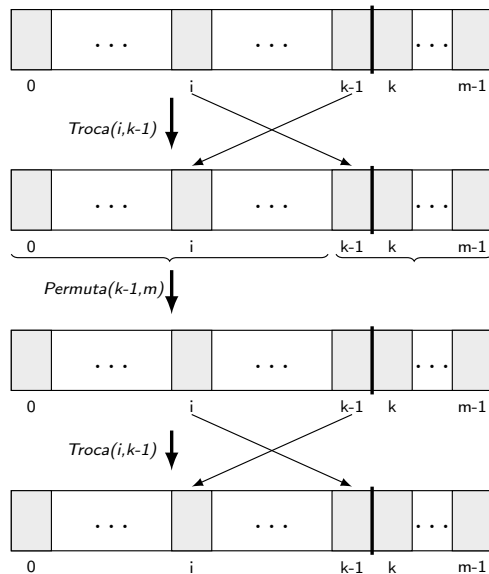 ... ... ...
0 i k-1 k m-1
Troca(i,k-1)
... ... ...
0 i k-1 k m-1
Permuta(k-1,m)
... ... ...
0 i k-1 k m-1
Troca(i,k-1)
... ... ...
0 i k-1 k m-1